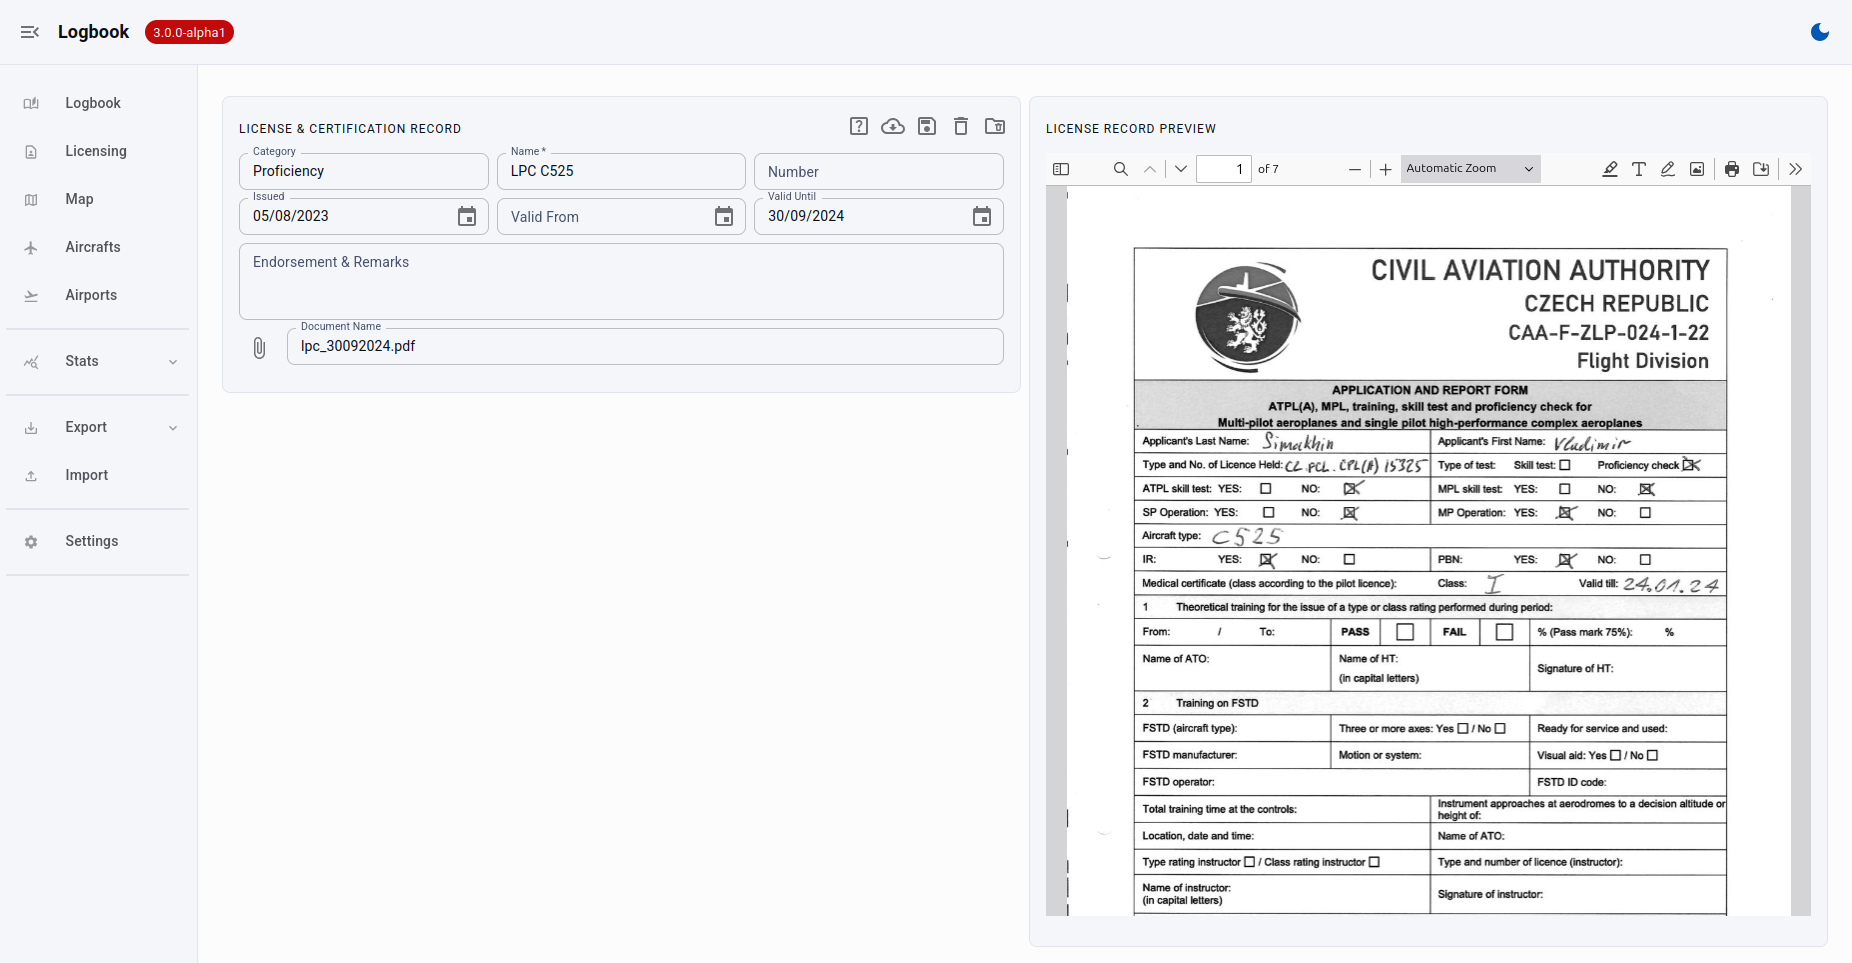 Logbook 3.0.0-alpha1
Logbook
Licensing
Map
Aircrafts
Airports
Stats
Export
Import
Settings
LICENSE & CERTIFICATION RECORD
Category Name *
Proficiency LPC C525 Number
Issued Valid Until
05/08/2023 Valid From 30/09/2024
Endorsement & Remarks
Document Name
lpc_30092024.pdf
LICENSE RECORD PREVIEW
1 of 7 Automatic Zoom
CIVIL AVIATION AUTHORITY
CZECH REPUBLIC
CAA-F-ZLP-024-1-22
Flight Division
APPLICATION AND REPORT FORM
ATPL(A), MPL, training, skill test and proficiency check for
Multi-pilot aeroplanes and single pilot high-performance complex aeroplanes
Applicant's Last Name: Simakhin Applicant's First Name: Vladimir
Type and No. of Licence Held: CZ.FCL.CPL(A) 15325 Type of test: Skill test: Proficiency check
ATPL skill test: YES: NO: MPL skill test: YES: NO:
SP Operation: YES: NO: MP Operation: YES: NO:
Aircraft type: C525
IR: YES: NO: PBN: YES: NO:
Medical certificate (class according to the pilot licence): Class: I Valid till: 24.01.24
1 Theoretical training for the issue of a type or class rating performed during period:
From: / To: PASS FAIL % (Pass mark 75%): %
Name of ATO: Name of HT: Signature of HT:
(in capital letters)
2 Training on FSTD
FSTD (aircraft type): Three or more axes: Yes / No Ready for service and used:
FSTD manufacturer: Motion or system: Visual aid: Yes / No
FSTD operator: FSTD ID code:
Total training time at the controls: Instrument approaches at aerodromes to a decision altitude or
height of:
Location, date and time: Name of ATO:
Type rating instructor / Class rating instructor Type and number of licence (instructor):
Name of instructor: Signature of instructor:
(in capital letters)